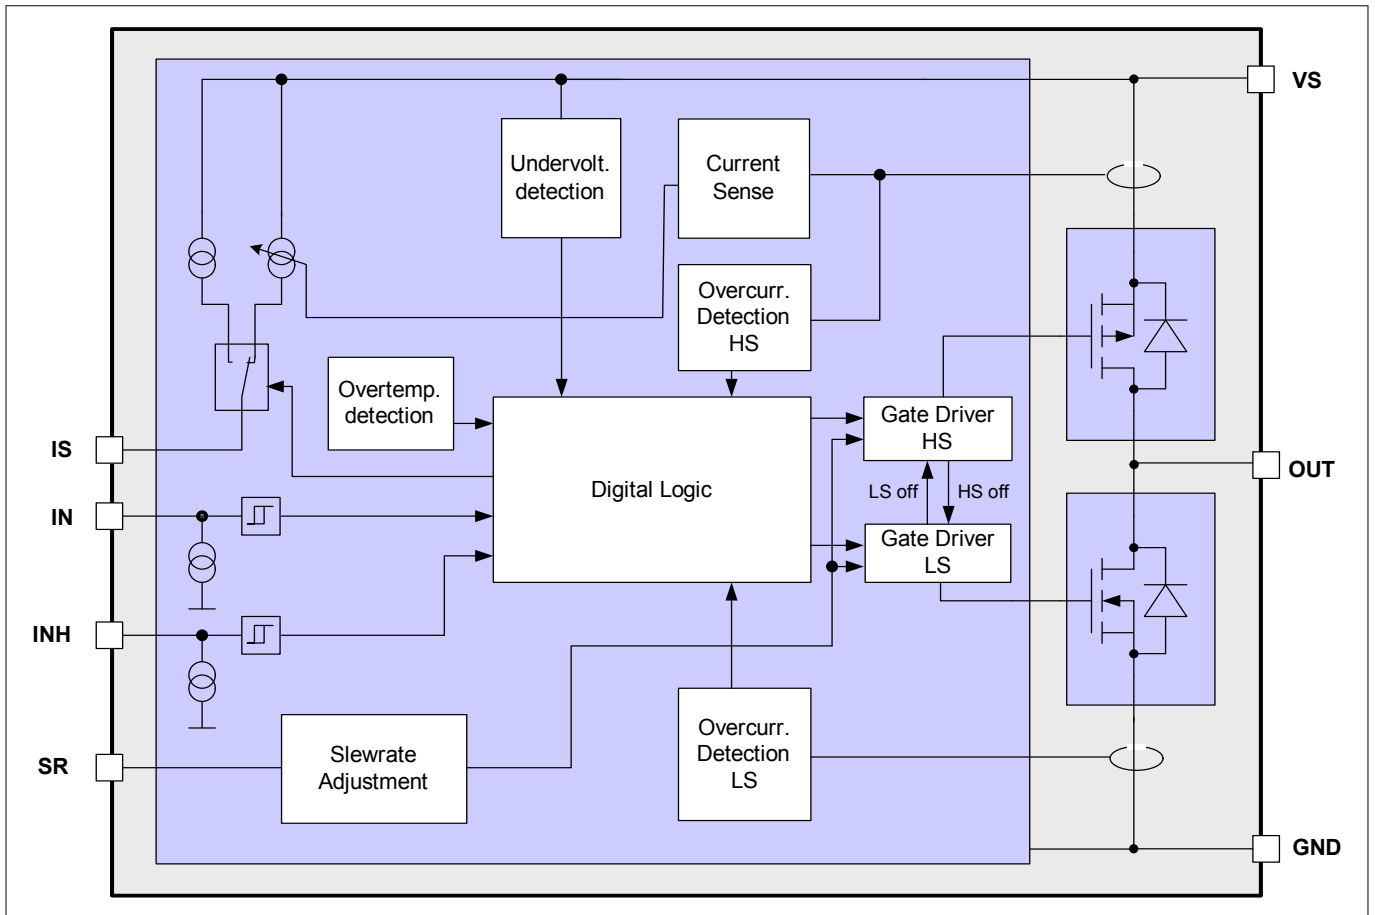 VS
Undervolt.
detection
Current
Sense
Overcurr.
Detection
HS
Overtemp.
detection
Gate Driver
HS
IS
OUT
Digital Logic
LS off
HS off
IN
Gate Driver
LS
INH
Overcurr.
Detection
LS
Slewrate
Adjustment
SR
GND